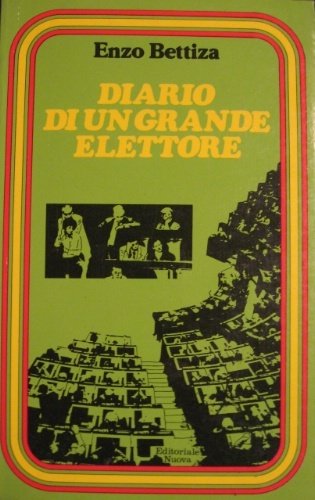 Enzo Bettiza
DIARIO
DI UN GRANDE
ELETTORE
Editoriale
Nuova